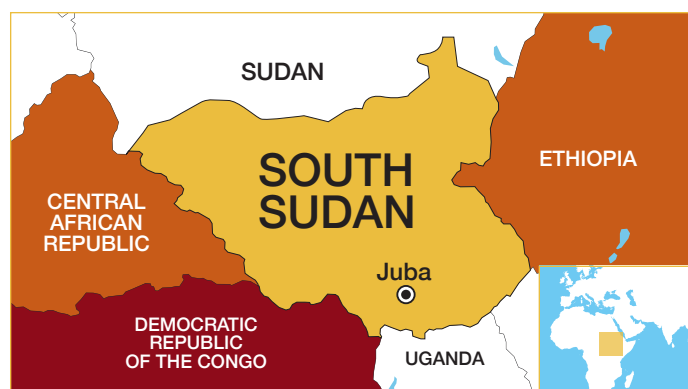 SUDAN
SOUTH
SUDAN
ETHIOPIA
CENTRAL
AFRICAN
REPUBLIC
Juba
DEMOCRATIC
REPUBLIC
OF THE CONGO
UGANDA